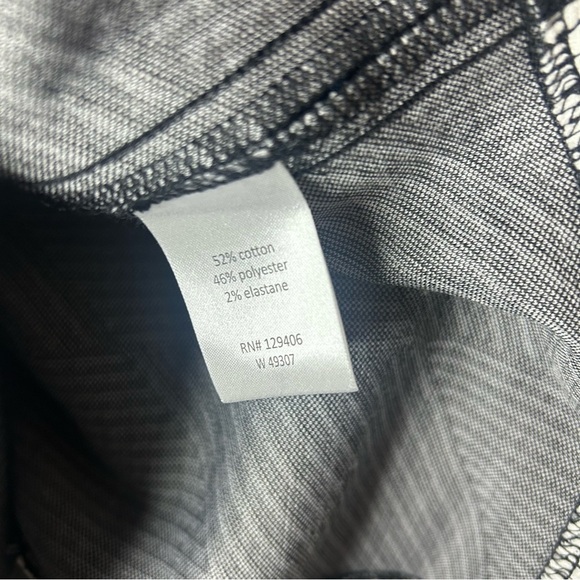 52% cotton
46% polyester
2% elastane
RN# 129406
W 49307